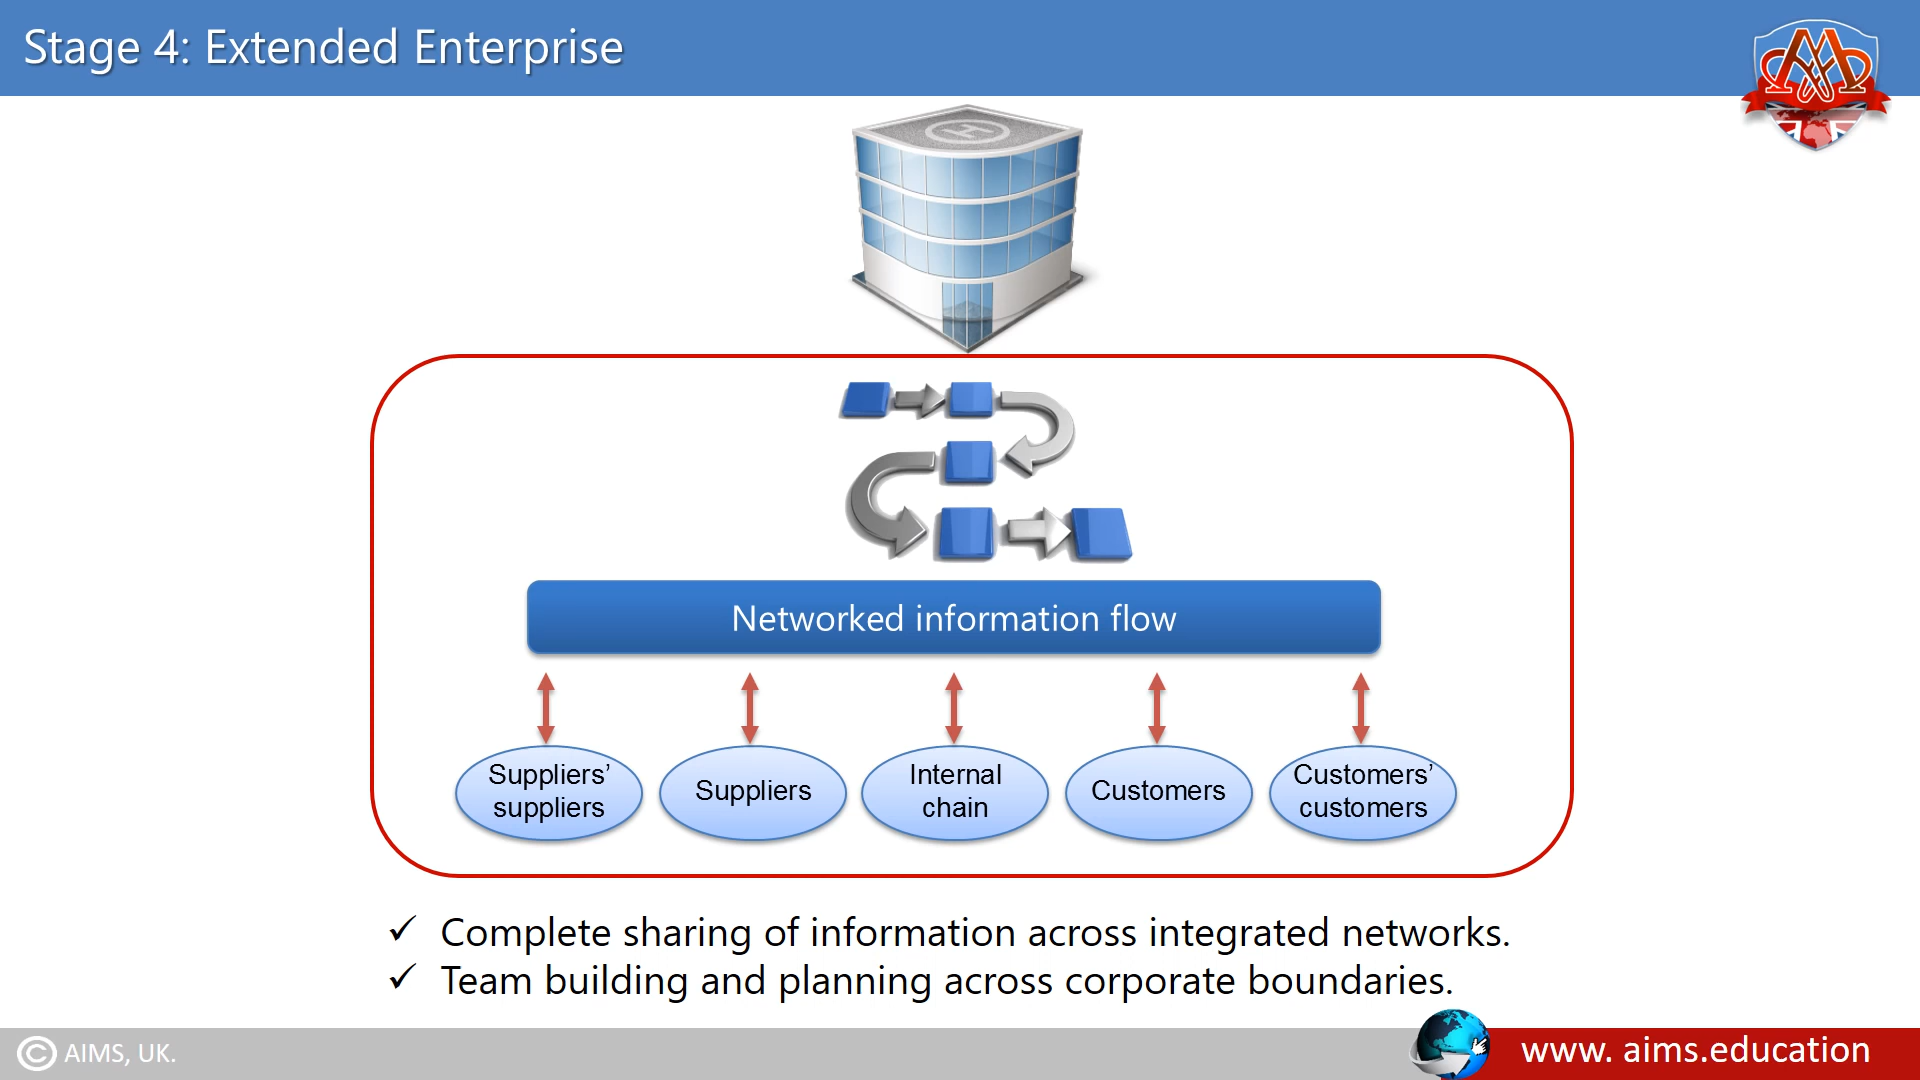 Stage 4: Extended Enterprise
H
Networked information flow
Suppliers’
suppliers
Suppliers
Internal
chain
Customers
Customers’
customers
✓ Complete sharing of information across integrated networks.
✓ Team building and planning across corporate boundaries.
© AIMS, UK.
www. aims.education